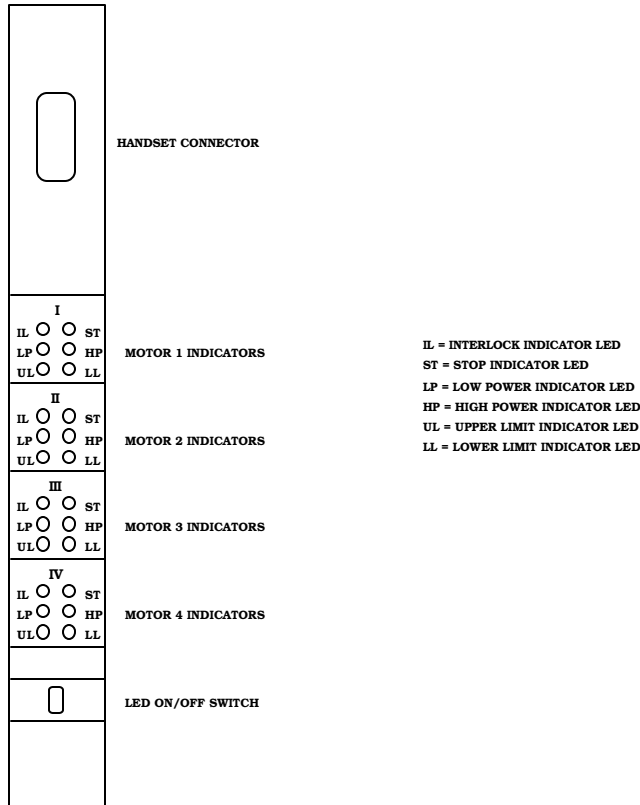 HANDSET CONNECTOR
I
IL ST
LP HP
UL LL
MOTOR 1 INDICATORS
II
IL ST
LP HP
UL LL
MOTOR 2 INDICATORS
III
IL ST
LP HP
UL LL
MOTOR 3 INDICATORS
IV
IL ST
LP HP
UL LL
MOTOR 4 INDICATORS
LED ON/OFF SWITCH
IL = INTERLOCK INDICATOR LED
ST = STOP INDICATOR LED
LP = LOW POWER INDICATOR LED
HP = HIGH POWER INDICATOR LED
UL = UPPER LIMIT INDICATOR LED
LL = LOWER LIMIT INDICATOR LED